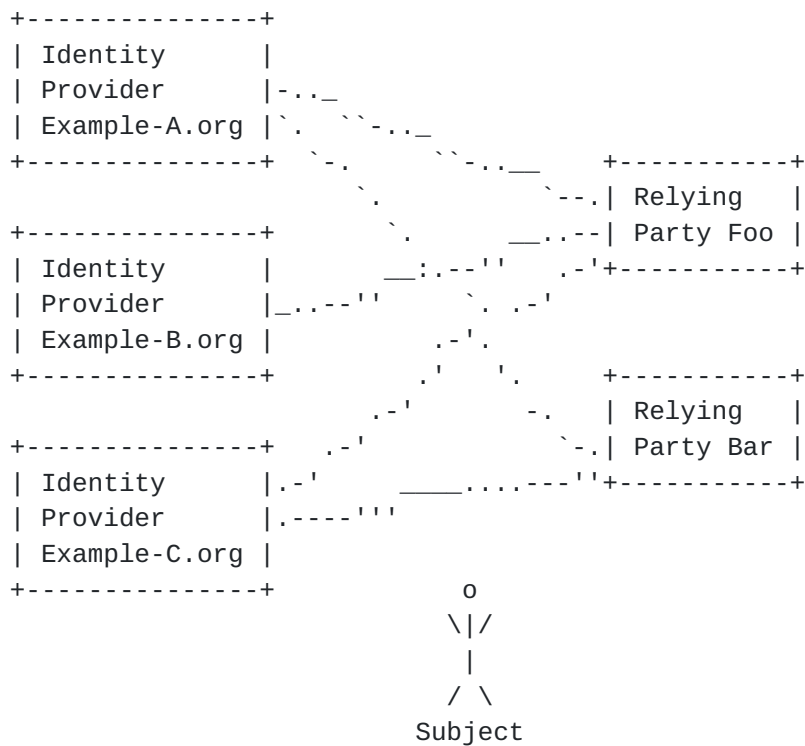 Identity
Provider
Example-A.org
Relying
Party Foo
Identity
Provider
Example-B.org
Relying
Party Bar
Identity
Provider
Example-C.org
Subject